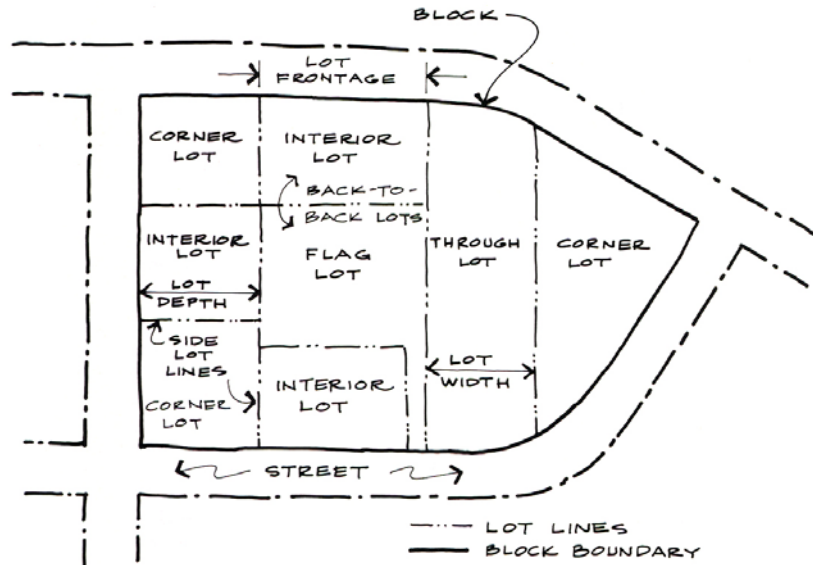 BLOCK
LOT
FRONTAGE
CORNER
LOT
INTERIOR
LOT
BACK-TO-
BACK LOTS
INTERIOR LOT
FLAG
LOT
THROUGH
LOT
CORNER
LOT
LOT
DEPTH
SIDE
LOT
LINES
LOT
WIDTH
CORNER
LOT
INTERIOR
LOT
STREET
LOT LINES
BLOCK BOUNDARY